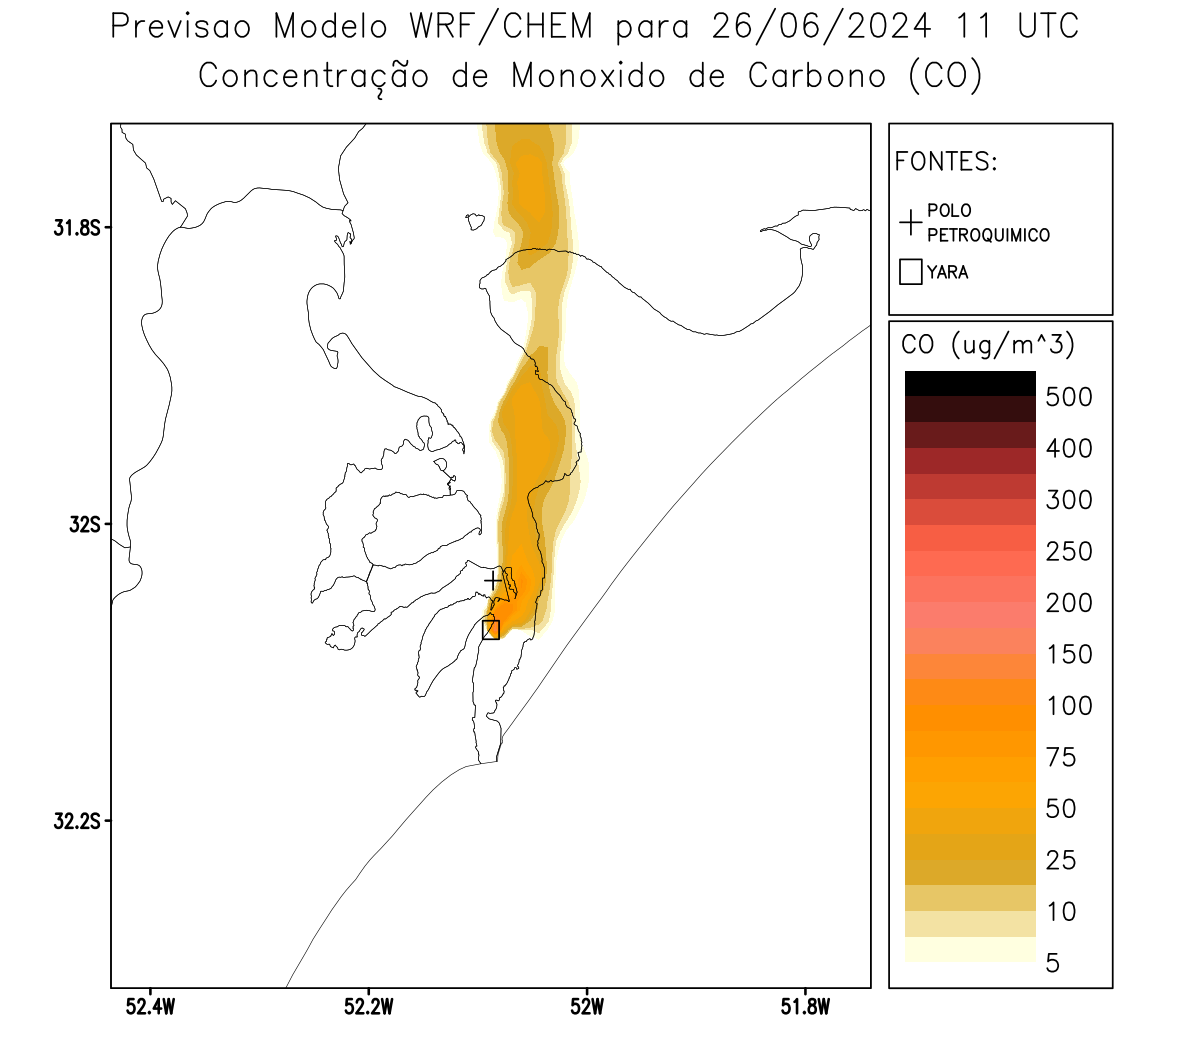 Previsao Modelo WRF/CHEM para 26/06/2024 11 UTC
Concentração de Monoxido de Carbono (CO)
FONTES:
POLO
PETROQUIMICO
YARA
CO (ug/m^3)
500
400
300
250
200
150
100
75
50
25
10
5
31.8S
32S
32.2S
52.4W
52.2W
52W
51.8W